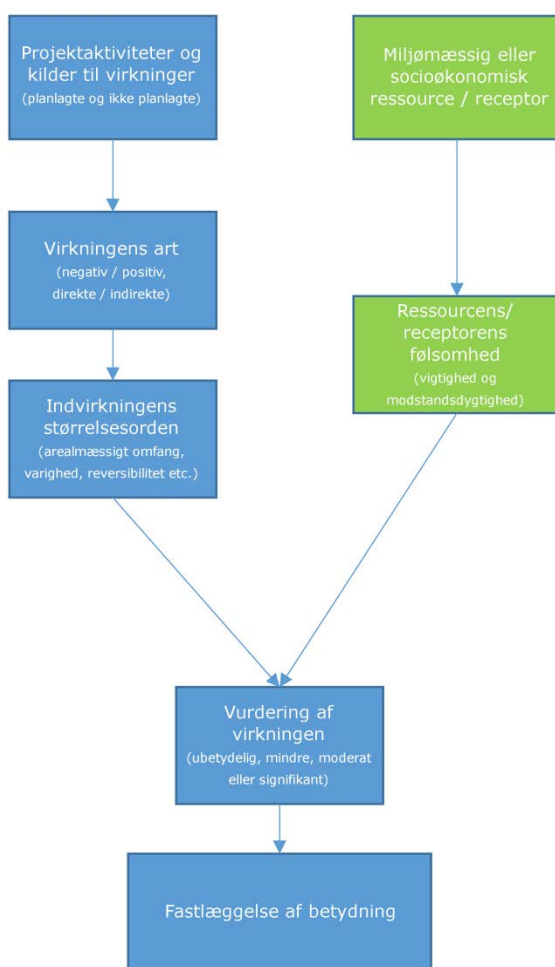 Projektaktiviteter og
kilder til virkninger
(planlagte og ikke planlagte)
Miljømæssig eller
socioøkonomisk
ressource / receptor
Virkningens art
(negativ / positiv,
direkte / indirekte)
Ressourcens/
receptorens
følsomhed
(vigtighed og
modstandsdygtighed)
Indvirkningens
størrelsesorden
(arealmæssigt omfang,
varighed, reversibilitet etc.)
Vurdering af
virkningen
(ubetydelig, mindre, moderat
eller signifikant)
Fastlæggelse af betydning